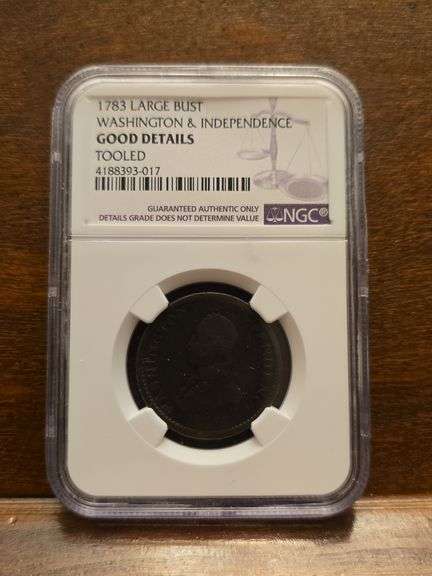 1783 LARGE BUST
WASHINGTON & INDEPENDENCE
GOOD DETAILS
TOOLED
4188393-017
GUARANTEED AUTHENTIC ONLY
DETAILS GRADE DOES NOT DETERMINE VALUE
NGC®